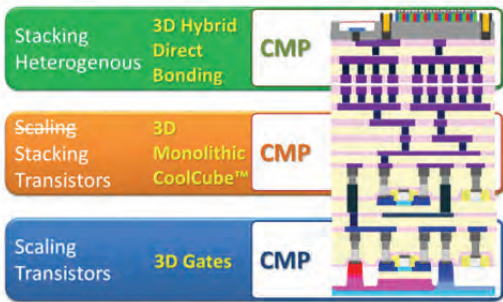 Stacking
Heterogenous
3D Hybrid
Direct
Bonding
CMP
Scaling
Stacking
Transistors
3D
Monolithic
CoolCube™
CMP
Scaling
Transistors
3D Gates
CMP